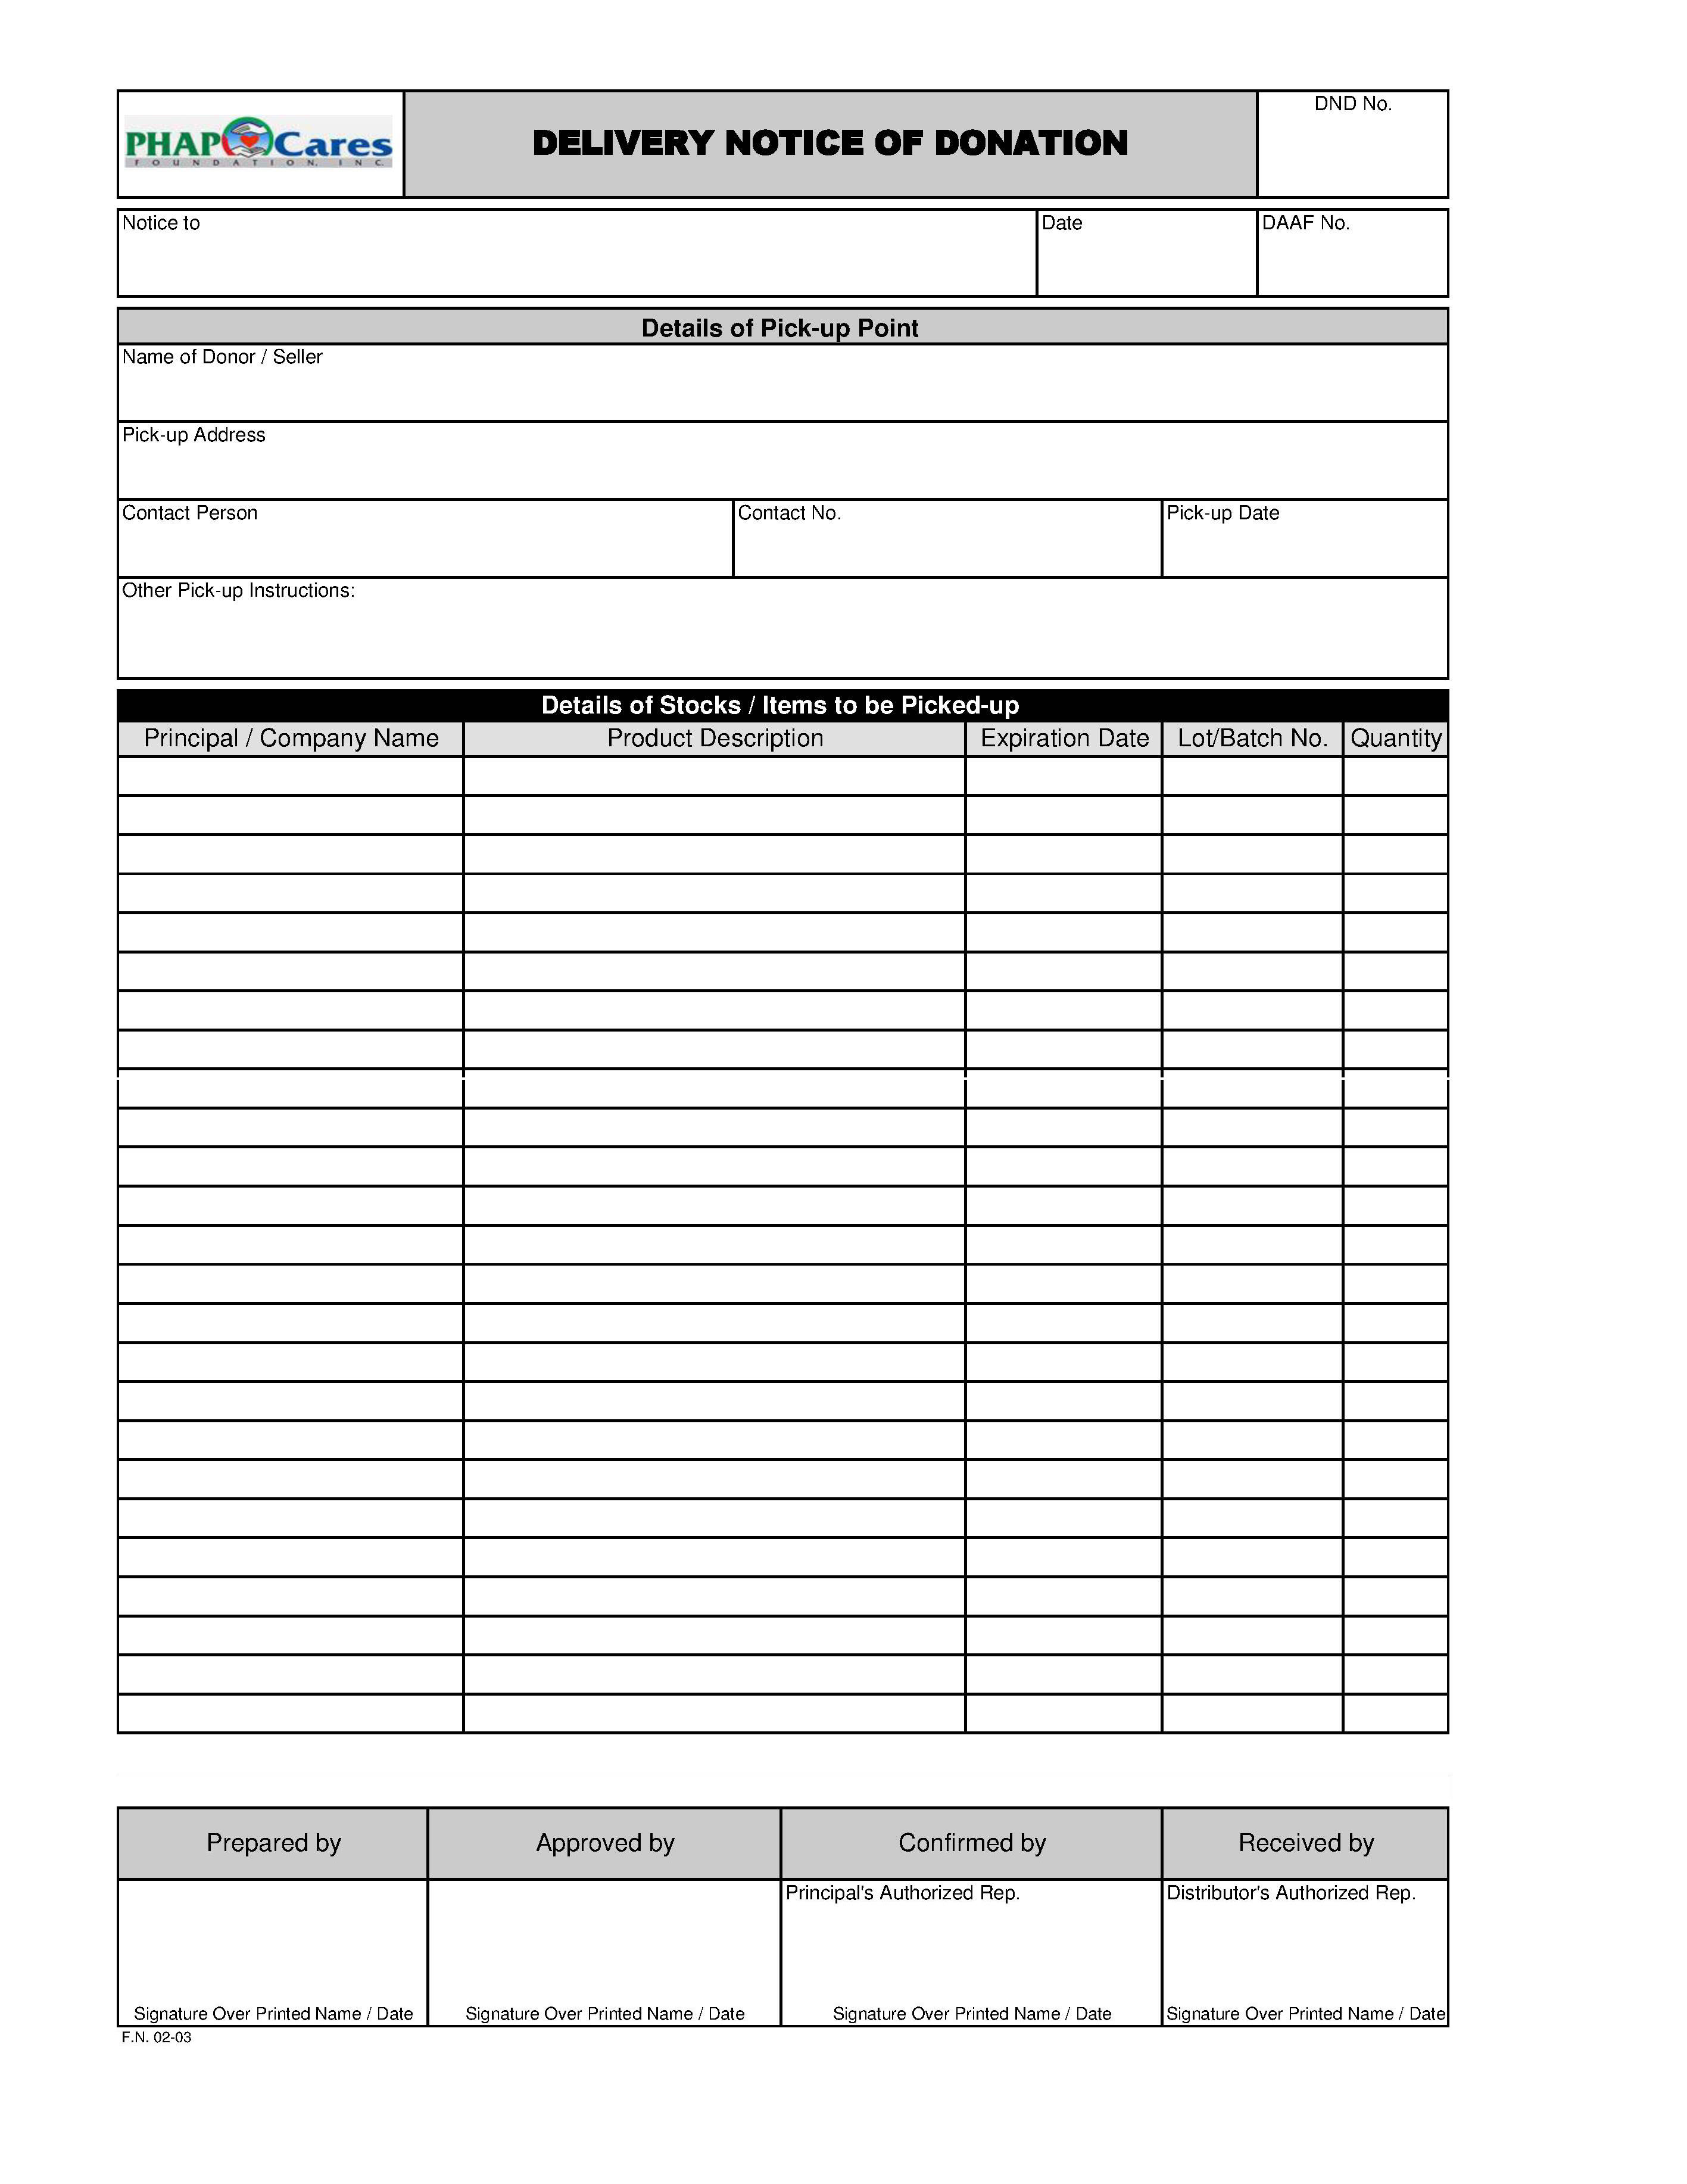 PHAP Cares
FOUNDATION, INC.
DELIVERY NOTICE OF DONATION
DND No.
Notice to
Date
DAAF No.
Details of Pick-up Point
Name of Donor / Seller
Pick-up Address
Contact Person
Contact No.
Pick-up Date
Other Pick-up Instructions:
Details of Stocks / Items to be Picked-up
Principal / Company Name
Product Description
Expiration Date
Lot/Batch No.
Quantity
Prepared by
Approved by
Confirmed by
Received by
Principal's Authorized Rep.
Distributor's Authorized Rep.
Signature Over Printed Name / Date
Signature Over Printed Name / Date
Signature Over Printed Name / Date
Signature Over Printed Name / Date
F.N. 02-03